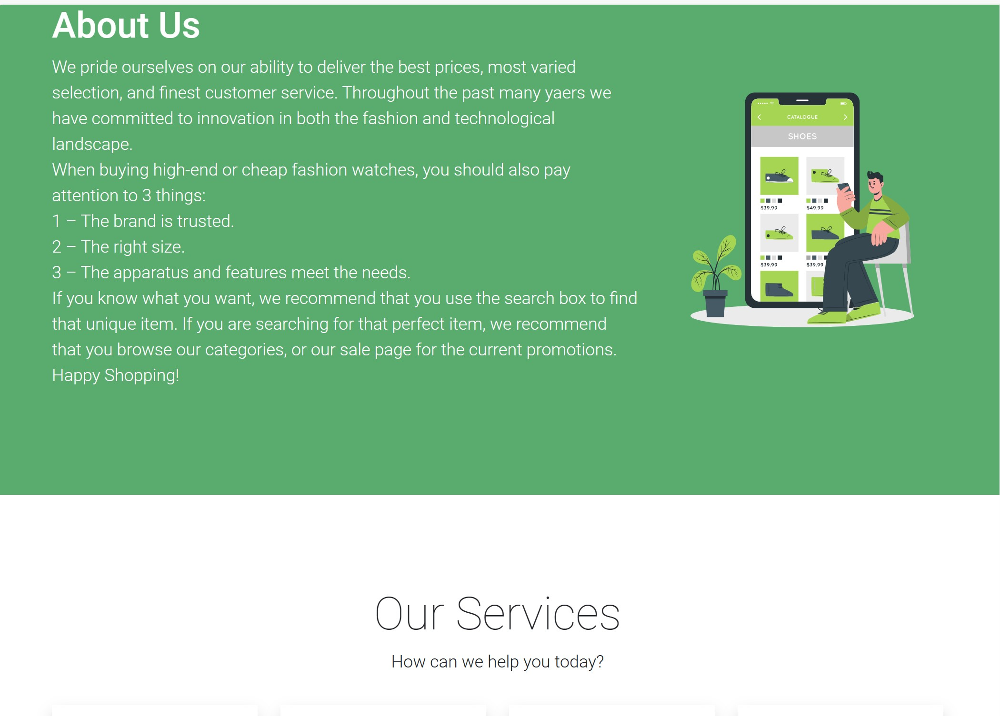 About Us
We pride ourselves on our ability to deliver the best prices, most varied
selection, and finest customer service. Throughout the past many yaers we
have committed to innovation in both the fashion and technological
landscape.
When buying high-end or cheap fashion watches, you should also pay
attention to 3 things:
1 – The brand is trusted.
2 – The right size.
3 – The apparatus and features meet the needs.
If you know what you want, we recommend that you use the search box to find
that unique item. If you are searching for that perfect item, we recommend
that you browse our categories, or our sale page for the current promotions.
Happy Shopping!
CATALOGUE
SHOES
$39.99 $49.99
$39.99 $39.99
Our Services
How can we help you today?